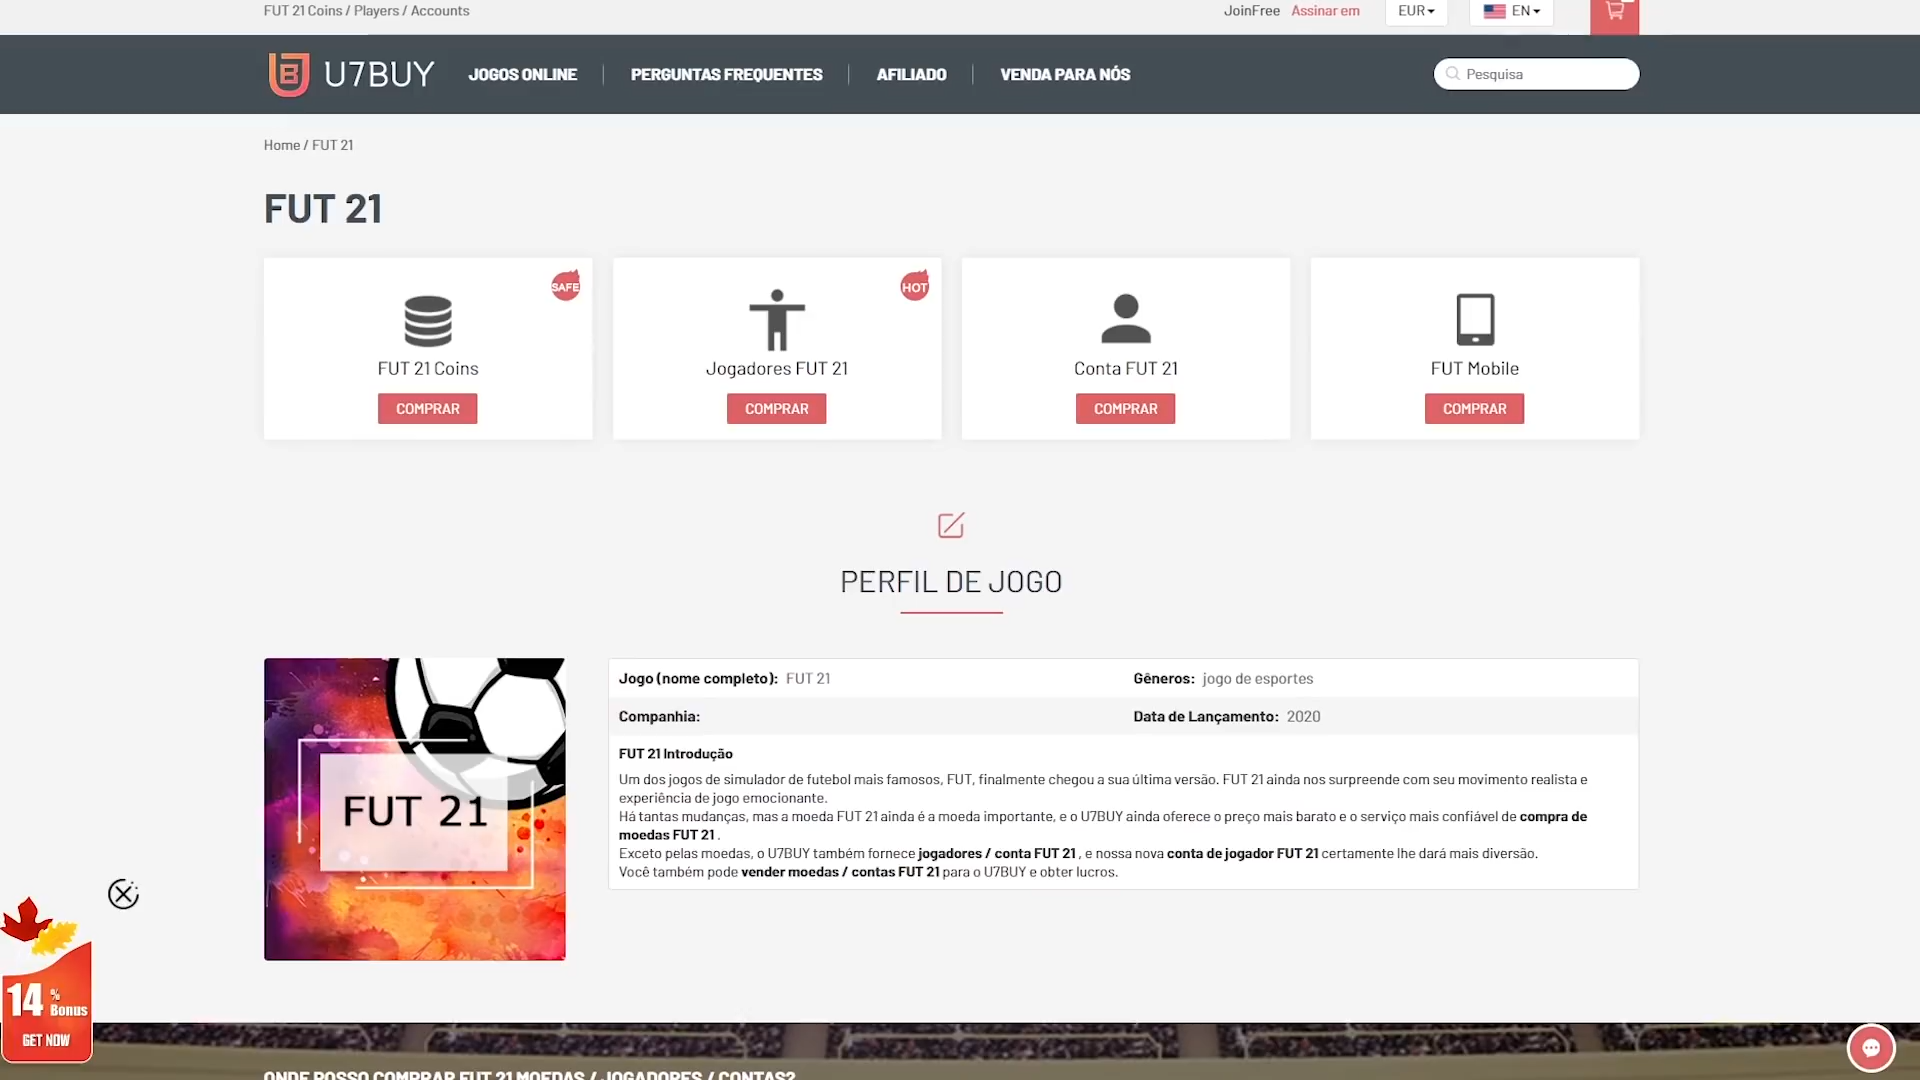 FUT 21 Coins / Players / Accounts
JoinFree Assinar em EUR EN
U7BUY JOGOS ONLINE PERGUNTAS FREQUENTES AFILIADO VENDA PARA NÓS Pesquisa
Home / FUT 21
FUT 21
SAFE
FUT 21 Coins
COMPRAR
HOT
Jogadores FUT 21
COMPRAR
Conta FUT 21
COMPRAR
FUT Mobile
COMPRAR
PERFIL DE JOGO
FUT 21
Jogo (nome completo): FUT 21 Gêneros: jogo de esportes
Companhia: Data de Lançamento: 2020
FUT 21 Introdução
Um dos jogos de simulador de futebol mais famosos, FUT, finalmente chegou a sua última versão. FUT 21 ainda nos surpreende com seu movimento realista e
experiência de jogo emocionante.
Há tantas mudanças, mas a moeda FUT 21 ainda é a moeda importante, e o U7BUY ainda oferece o preço mais barato e o serviço mais confiável de compra de
moedas FUT 21 .
Exceto pelas moedas, o U7BUY também fornece jogadores / conta FUT 21 , e nossa nova conta de jogador FUT 21 certamente lhe dará mais diversão.
Você também pode vender moedas / contas FUT 21 para o U7BUY e obter lucros.
14 % Bonus
GET NOW
ONDE POSSO COMPRAR FUT 21 MOEDAS / JOGADORES / CONTAS?